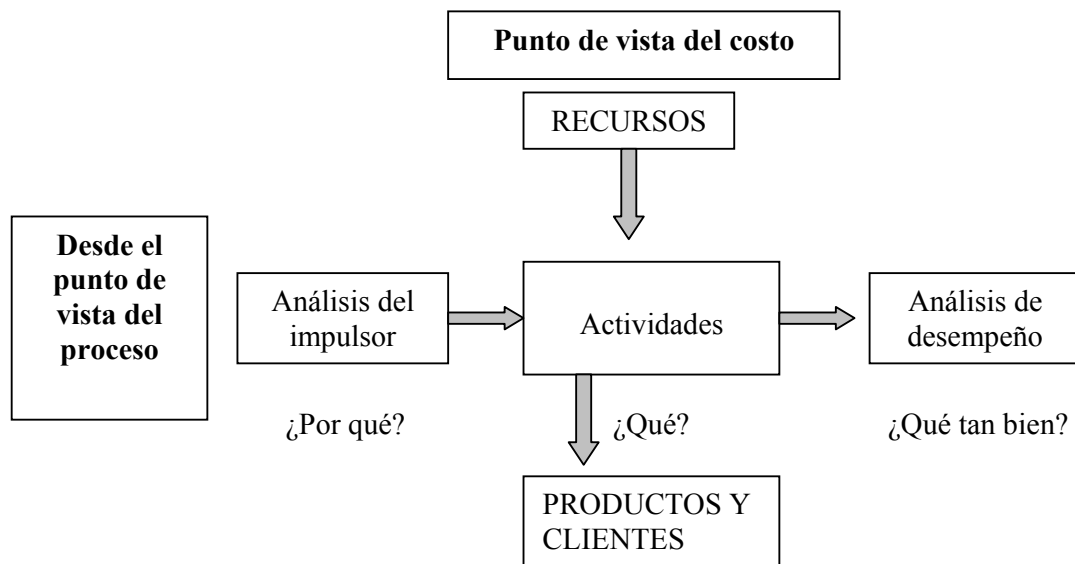 Punto de vista del costo
RECURSOS
Desde el
punto de
vista del
proceso
Análisis del
impulsor
Actividades
Análisis de
desempeño
¿Por qué?
¿Qué?
¿Qué tan bien?
PRODUCTOS Y
CLIENTES